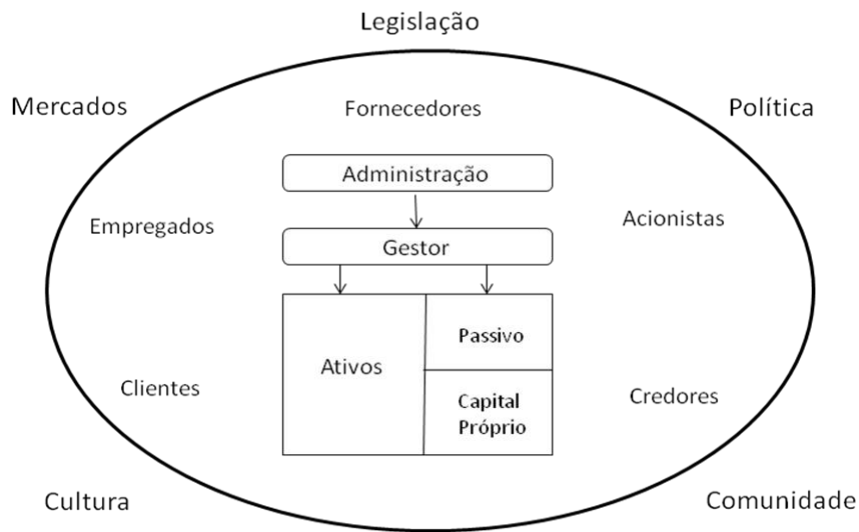 Legislação
Mercados
Fornecedores
Política
Administração
Empregados
Acionistas
Gestor
Passivo
Ativos
Clientes
Capital
Próprio
Credores
Cultura
Comunidade